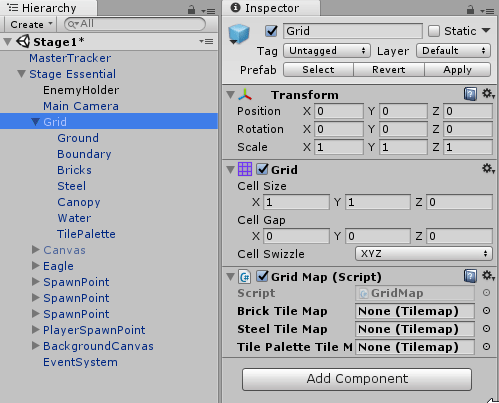 Hierarchy
Create
All
Stage1*
MasterTracker
Stage Essential
EnemyHolder
Main Camera
Grid
Ground
Boundary
Bricks
Steel
Canopy
Water
TilePalette
Canvas
Eagle
SpawnPoint
SpawnPoint
SpawnPoint
PlayerSpawnPoint
BackgroundCanvas
EventSystem
Inspector
Grid Static
Tag Untagged Layer Default
Prefab Select Revert Apply
Transform
Position X 0 Y 0 Z 0
Rotation X 0 Y 0 Z 0
Scale X 1 Y 1 Z 1
Grid
Cell Size
X 1 Y 1 Z 0
Cell Gap
X 0 Y 0 Z 0
Cell Swizzle XYZ
Grid Map (Script)
Script GridMap
Brick Tile Map None (Tilemap)
Steel Tile Map None (Tilemap)
Tile Palette Tile M None (Tilemap)
Add Component